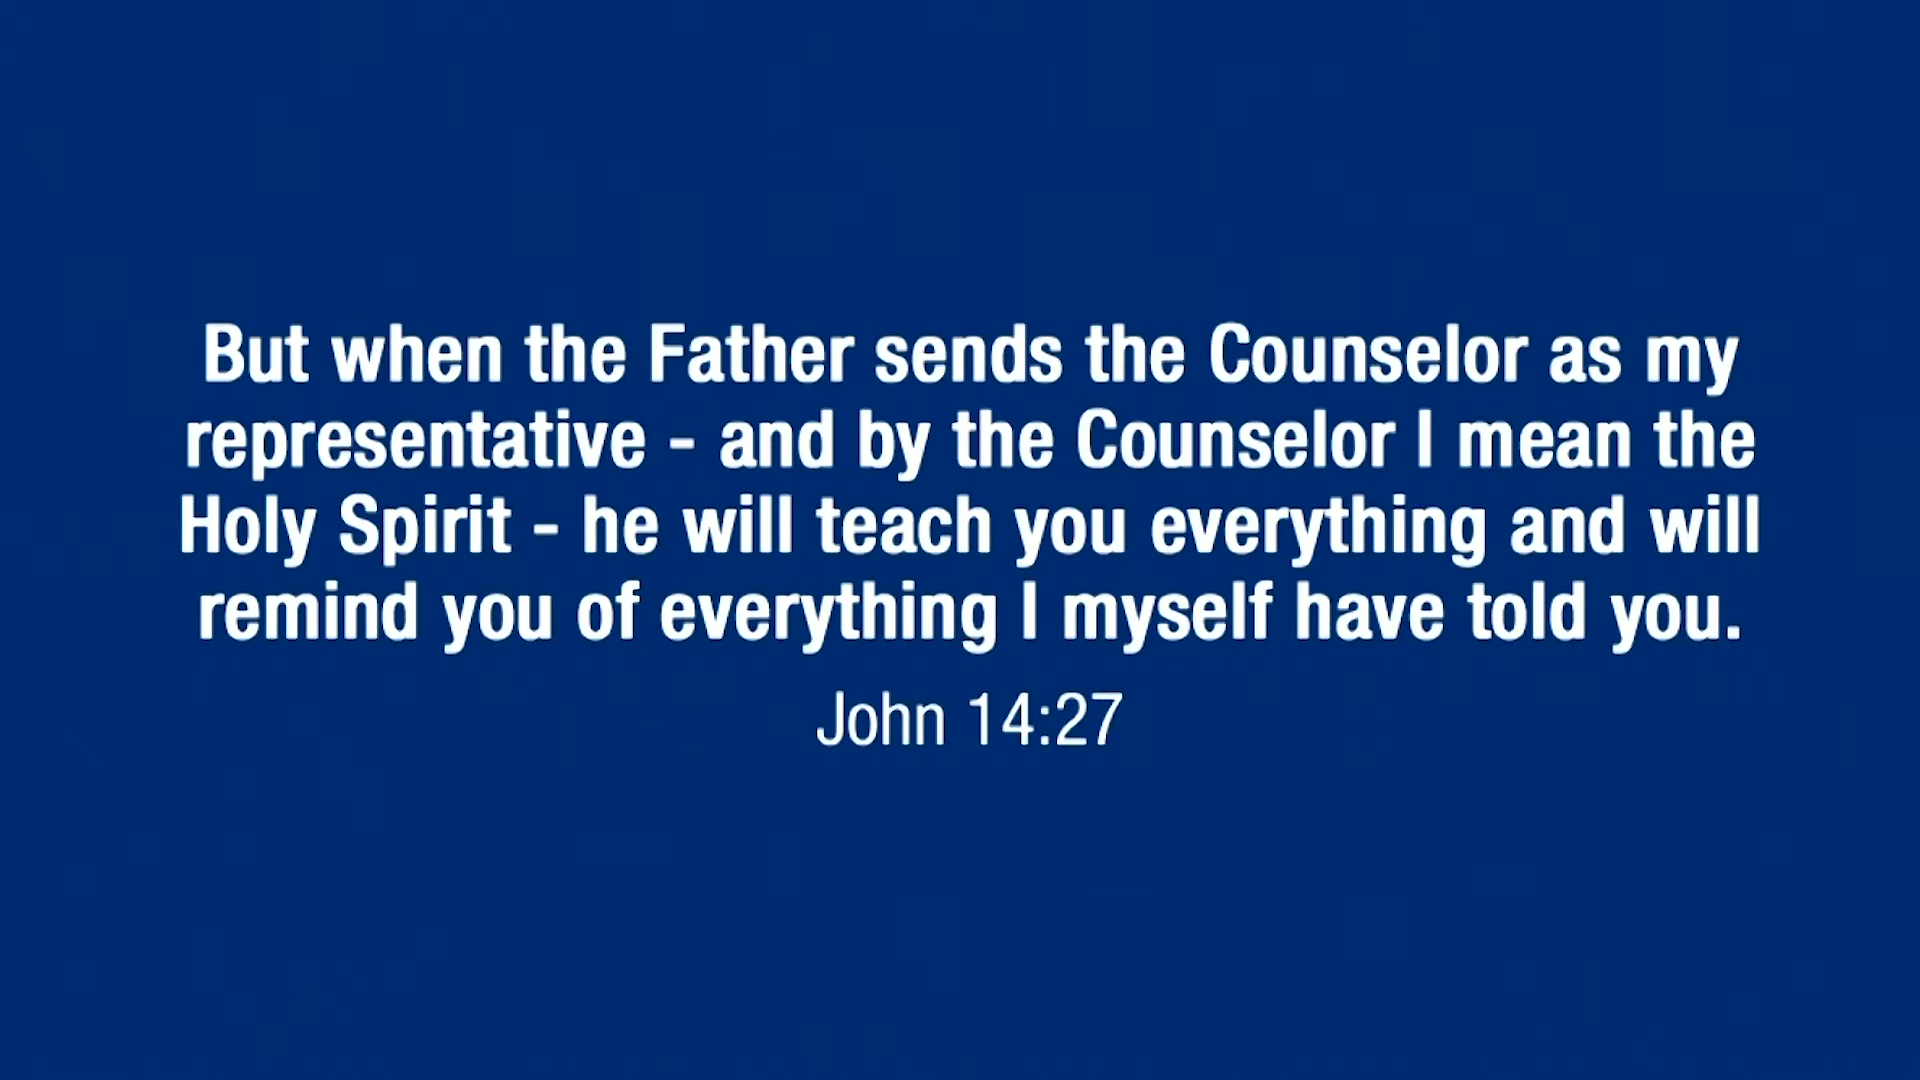 But when the Father sends the Counselor as my
representative - and by the Counselor I mean the
Holy Spirit - he will teach you everything and will
remind you of everything I myself have told you.
John 14:27